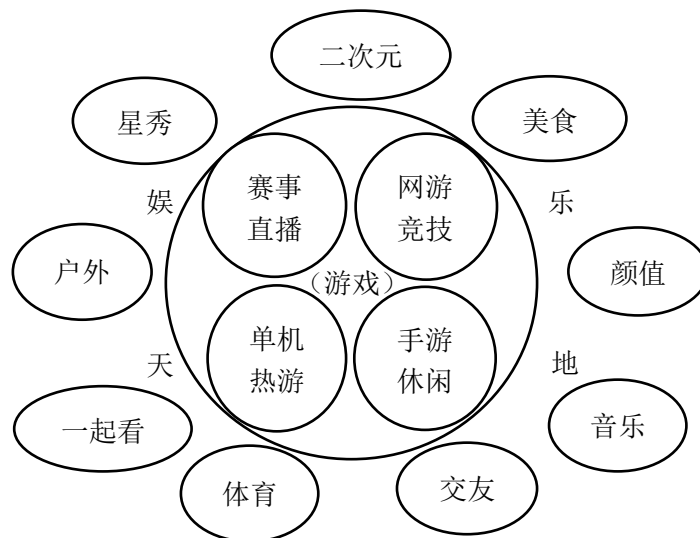 二次元
星秀
美食
赛事
直播
网游
竞技
娱
乐
户外
（游戏）
颜值
单机
热游
手游
休闲
天
地
一起看
音乐
体育
交友